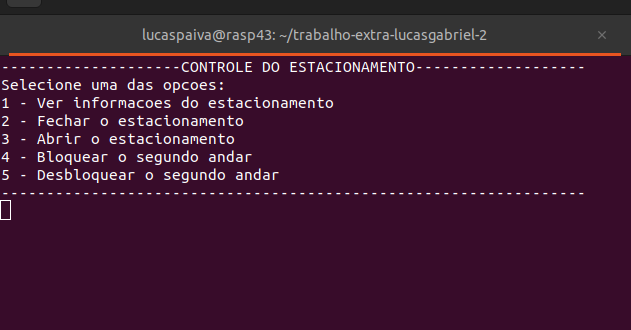 lucaspaiva@rasp43: ~/trabalho-extra-lucasgabriel-2
--------------------CONTROLE DO ESTACIONAMENTO-------------------
Selecione uma das opcoes:
1 - Ver informacoes do estacionamento
2 - Fechar o estacionamento
3 - Abrir o estacionamento
4 - Bloquear o segundo andar
5 - Desbloquear o segundo andar
-----------------------------------------------------------------